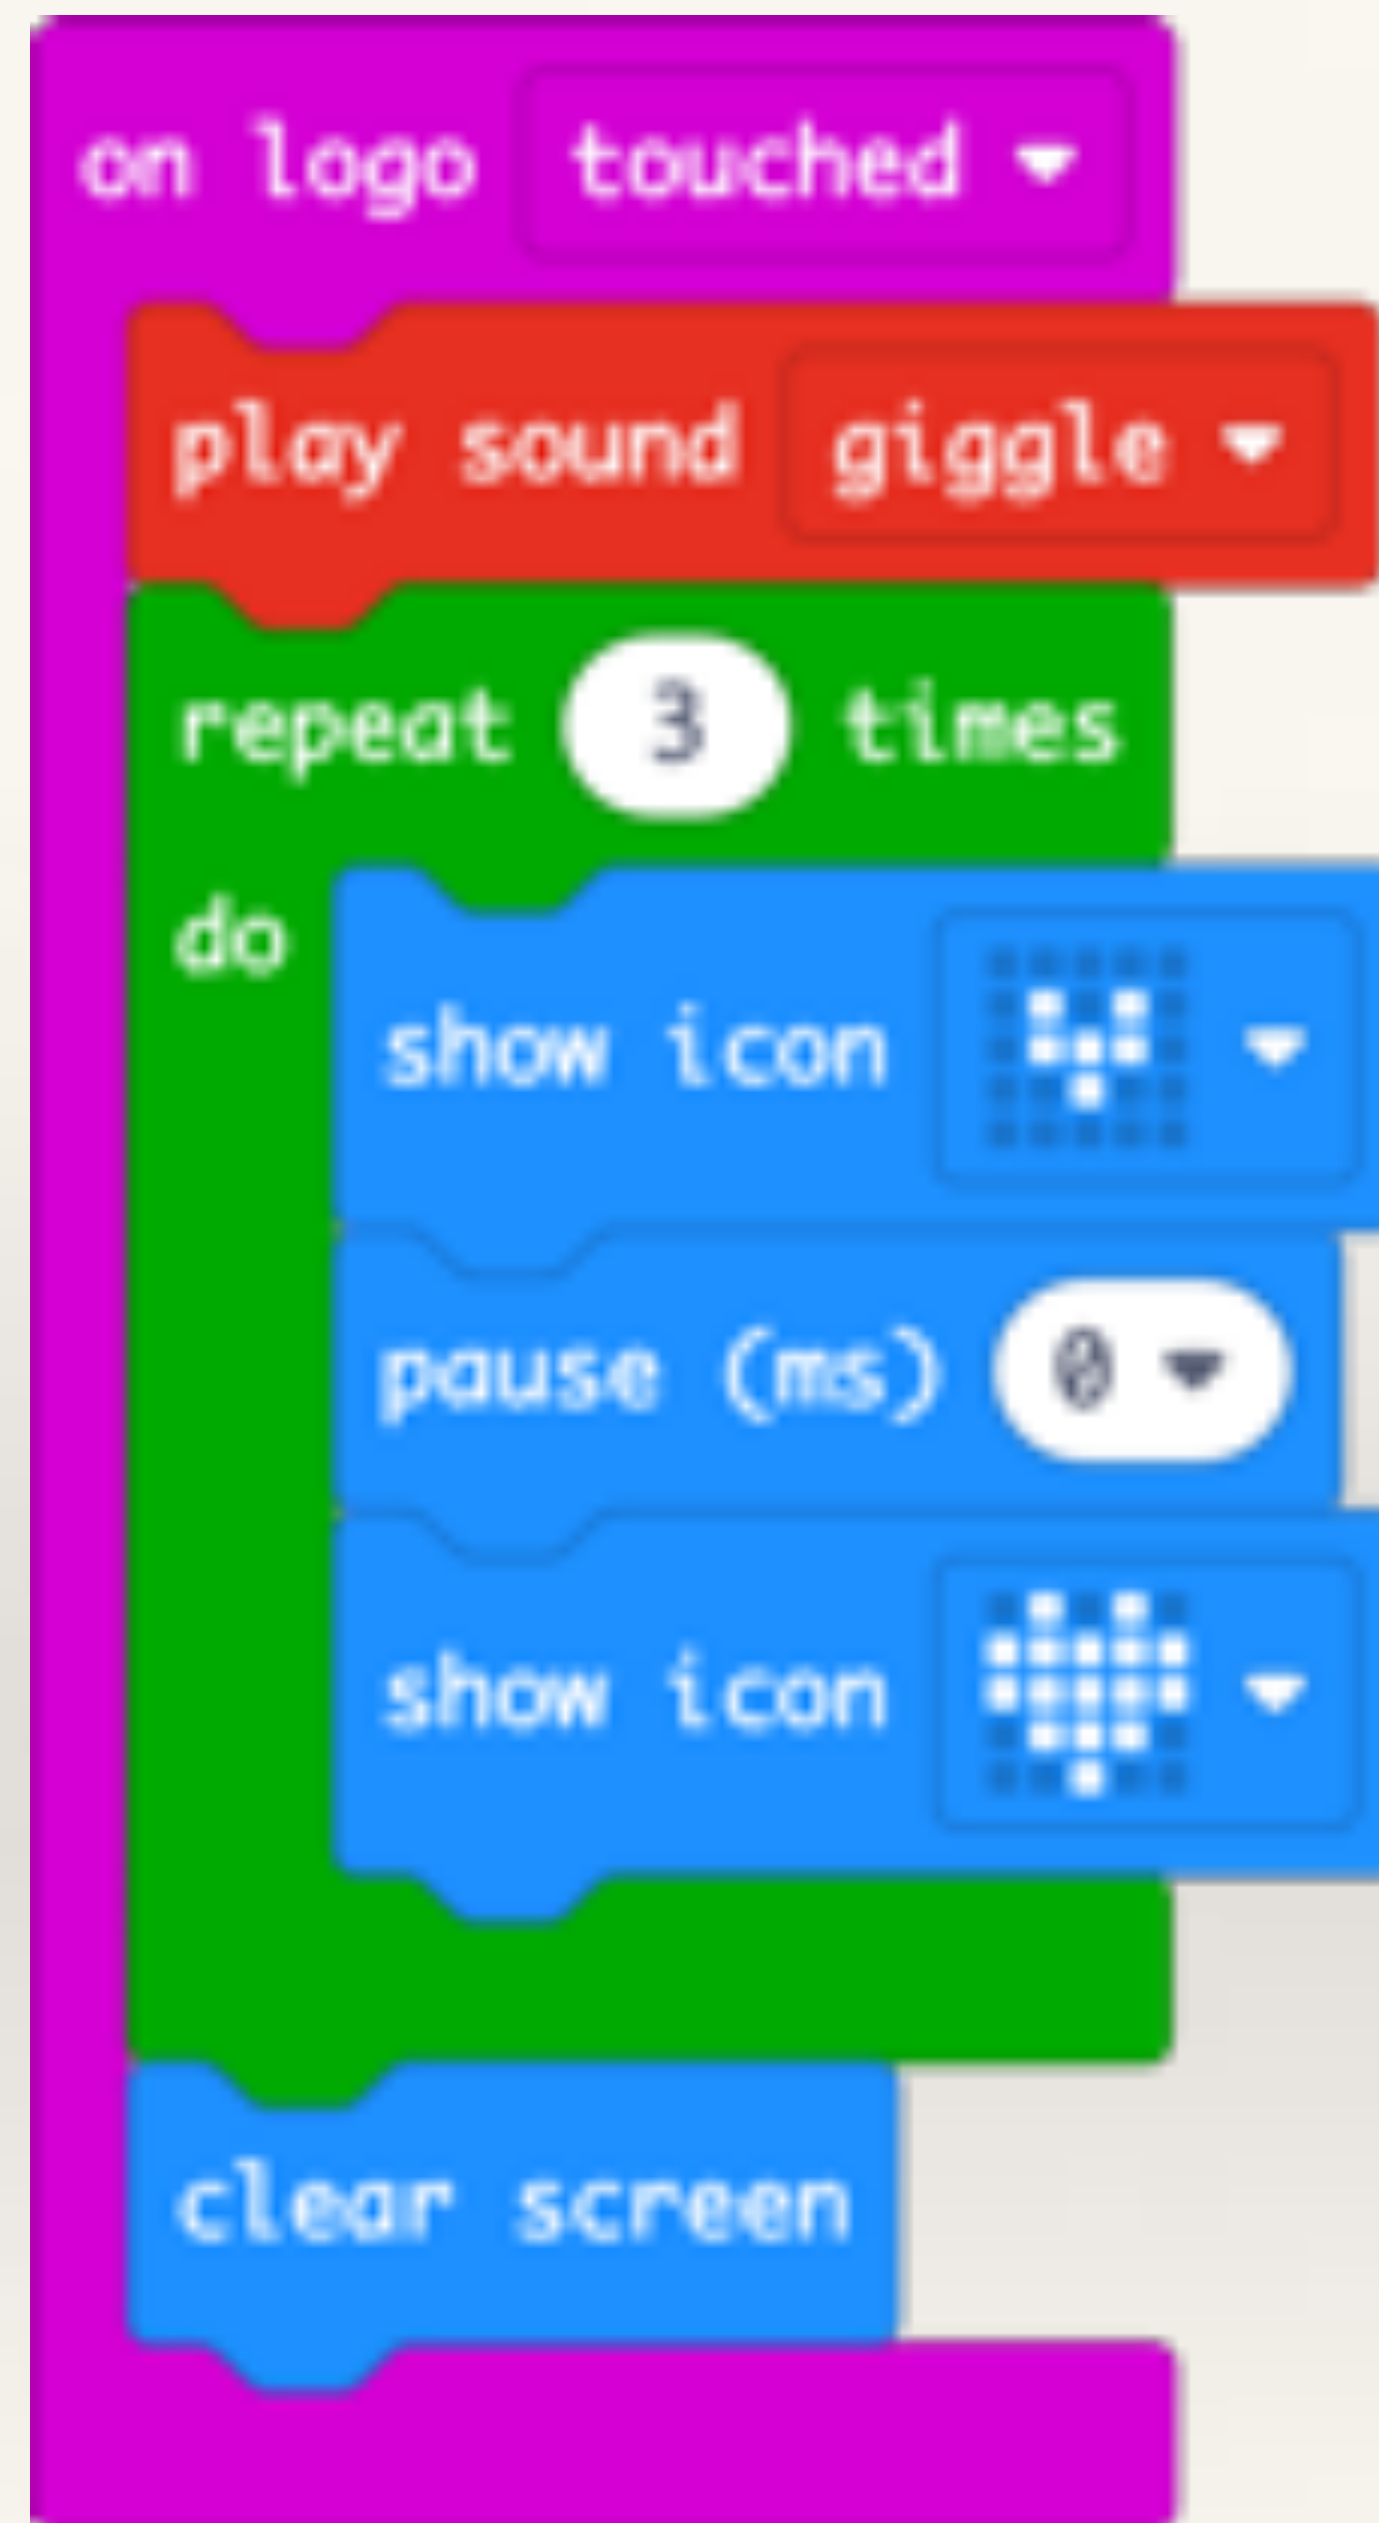 on logo touched
play sound giggle
repeat 3 times
do
show icon
pause (ms) 0
show icon
clear screen